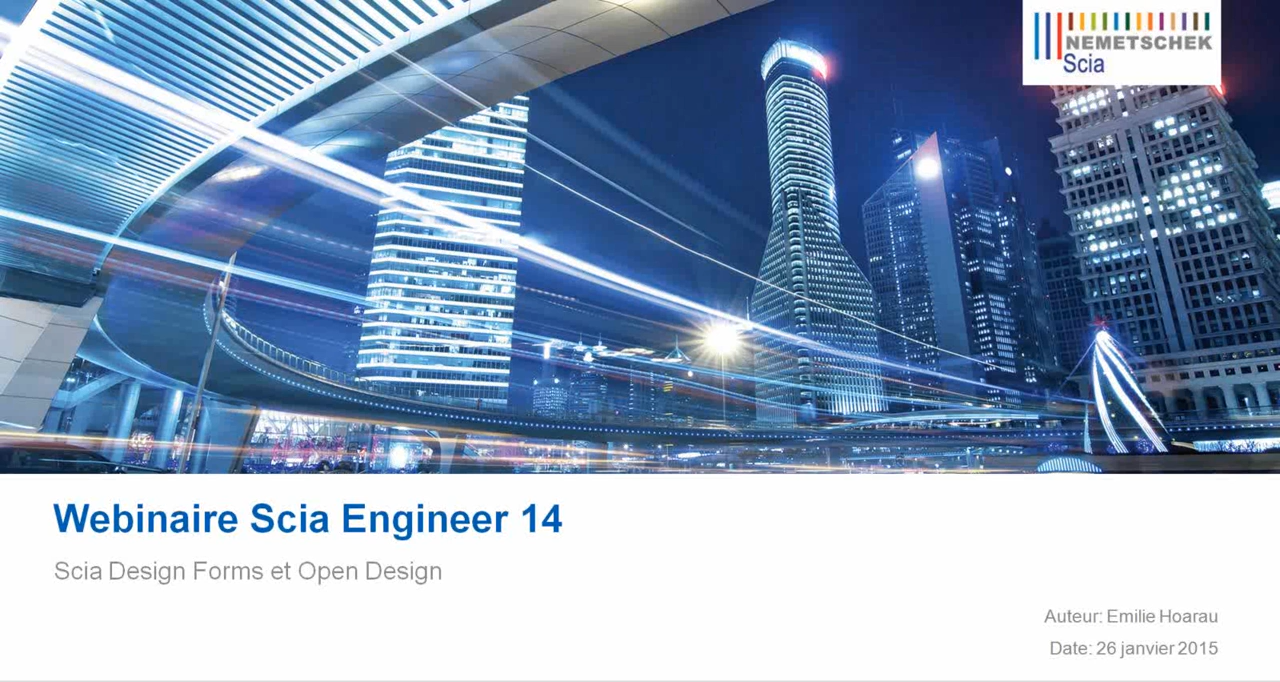 NEMETSCHEK
Scia
Webinaire Scia Engineer 14
Scia Design Forms et Open Design
Auteur: Emilie Hoarau
Date: 26 janvier 2015